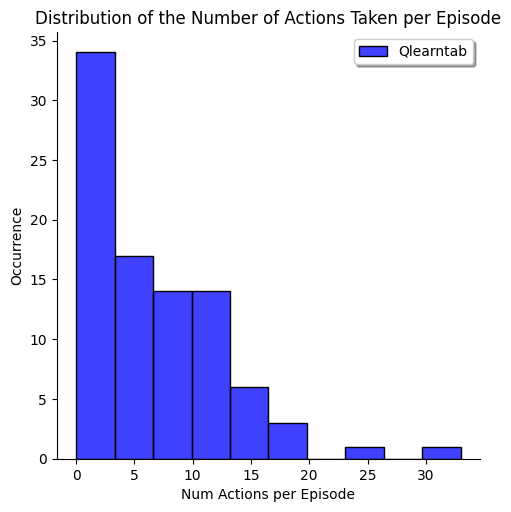 Distribution of the Number of Actions Taken per Episode
Qlearntab
35
30
25
20
15
10
5
0
Occurrence
0 5 10 15 20 25 30
Num Actions per Episode